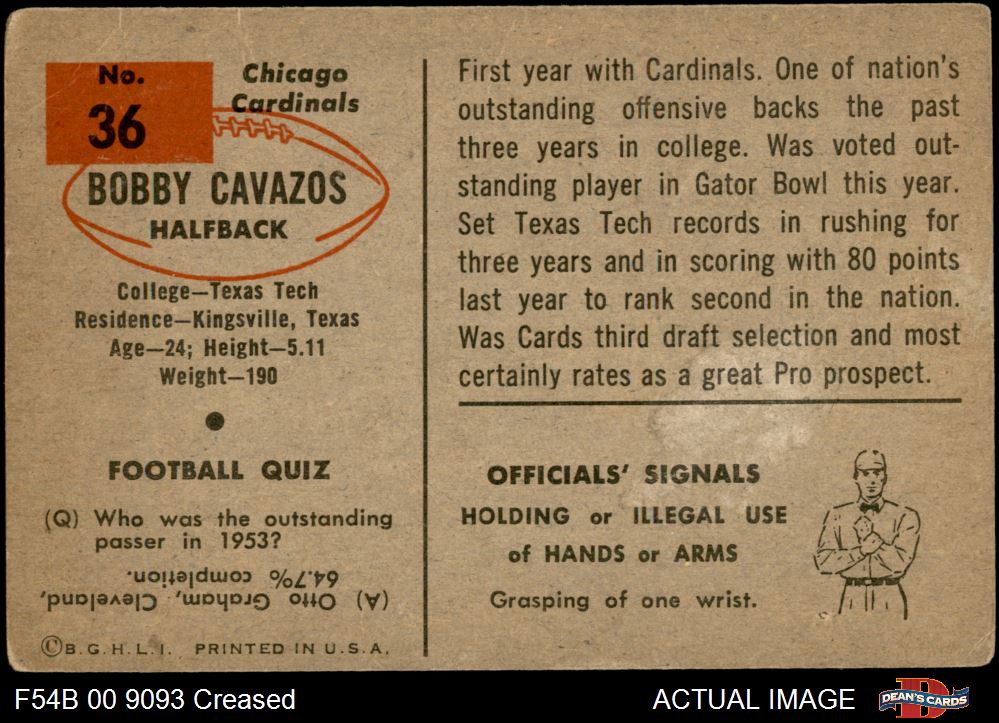 No.
36
Chicago
Cardinals
BOBBY CAVAZOS
HALFBACK
College—Texas Tech
Residence—Kingsville, Texas
Age—24; Height—5.11
Weight—190
FOOTBALL QUIZ
(Q) Who was the outstanding
passer in 1953?
(A) Otto Graham, Cleveland,
64.7% completion.
©B.G.H.L.I. PRINTED IN U.S.A.
First year with Cardinals. One of nation's
outstanding offensive backs the past
three years in college. Was voted out-
standing player in Gator Bowl this year.
Set Texas Tech records in rushing for
three years and in scoring with 80 points
last year to rank second in the nation.
Was Cards third draft selection and most
certainly rates as a great Pro prospect.
OFFICIALS' SIGNALS
HOLDING or ILLEGAL USE
of HANDS or ARMS
Grasping of one wrist.
F54B 00 9093 Creased
ACTUAL IMAGE
DEAN'S CARDS